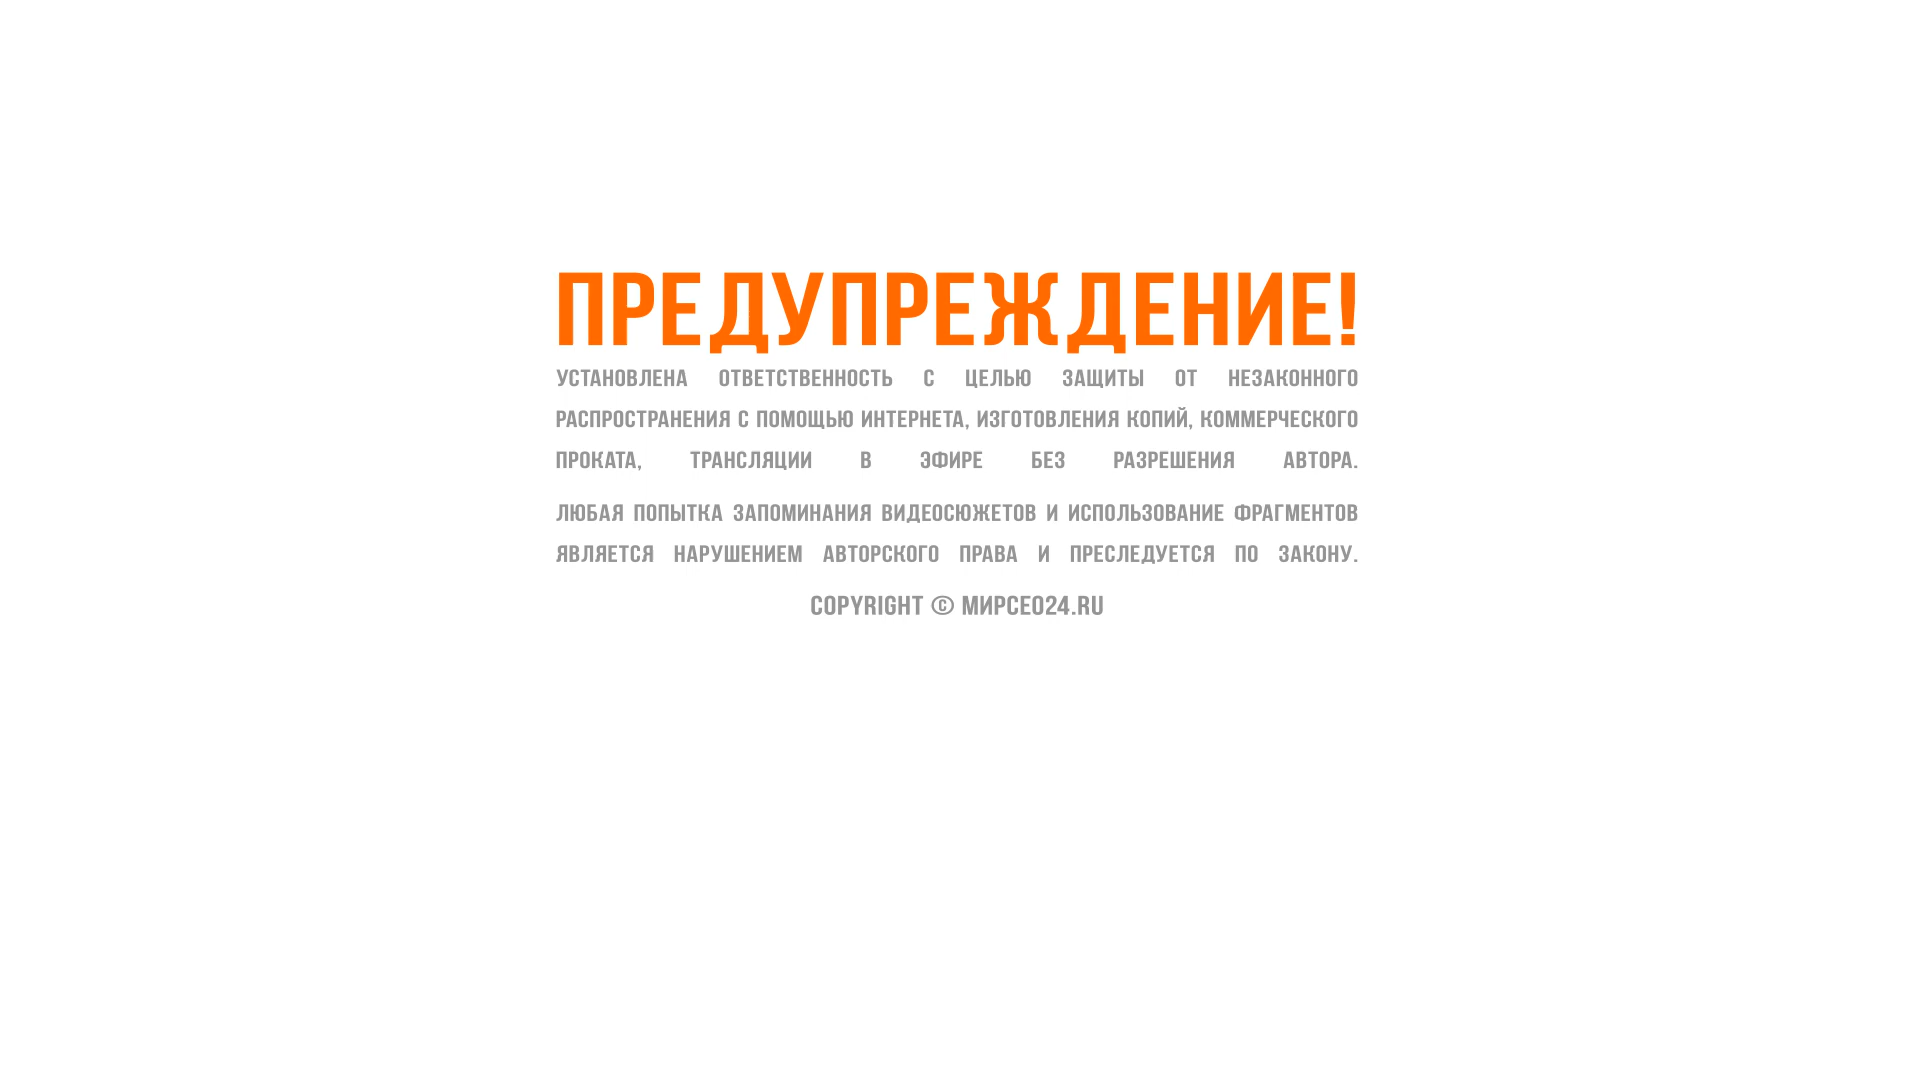 ПРЕДУПРЕЖДЕНИЕ!
УСТАНОВЛЕНА ОТВЕТСТВЕННОСТЬ С ЦЕЛЬЮ ЗАЩИТЫ ОТ НЕЗАКОННОГО
РАСПРОСТРАНЕНИЯ С ПОМОЩЬЮ ИНТЕРНЕТА, ИЗГОТОВЛЕНИЯ КОПИЙ, КОММЕРЧЕСКОГО
ПРОКАТА, ТРАНСЛЯЦИИ В ЭФИРЕ БЕЗ РАЗРЕШЕНИЯ АВТОРА.
ЛЮБАЯ ПОПЫТКА ЗАПОМИНАНИЯ ВИДЕОСЮЖЕТОВ И ИСПОЛЬЗОВАНИЕ ФРАГМЕНТОВ
ЯВЛЯЕТСЯ НАРУШЕНИЕМ АВТОРСКОГО ПРАВА И ПРЕСЛЕДУЕТСЯ ПО ЗАКОНУ.
COPYRIGHT © МИРСЕО24.RU